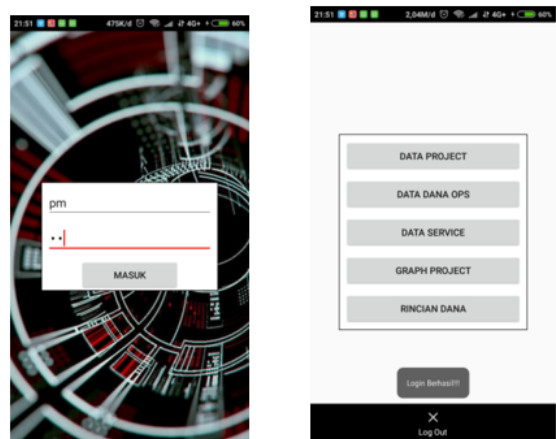 21:51 475K/d 4G+ 60%
pm
MASUK
21:51 2,04M/d 4G+ 60%
DATA PROJECT
DATA DANA OPS
DATA SERVICE
GRAPH PROJECT
RINCIAN DANA
Login Berhasil!!!
Log Out